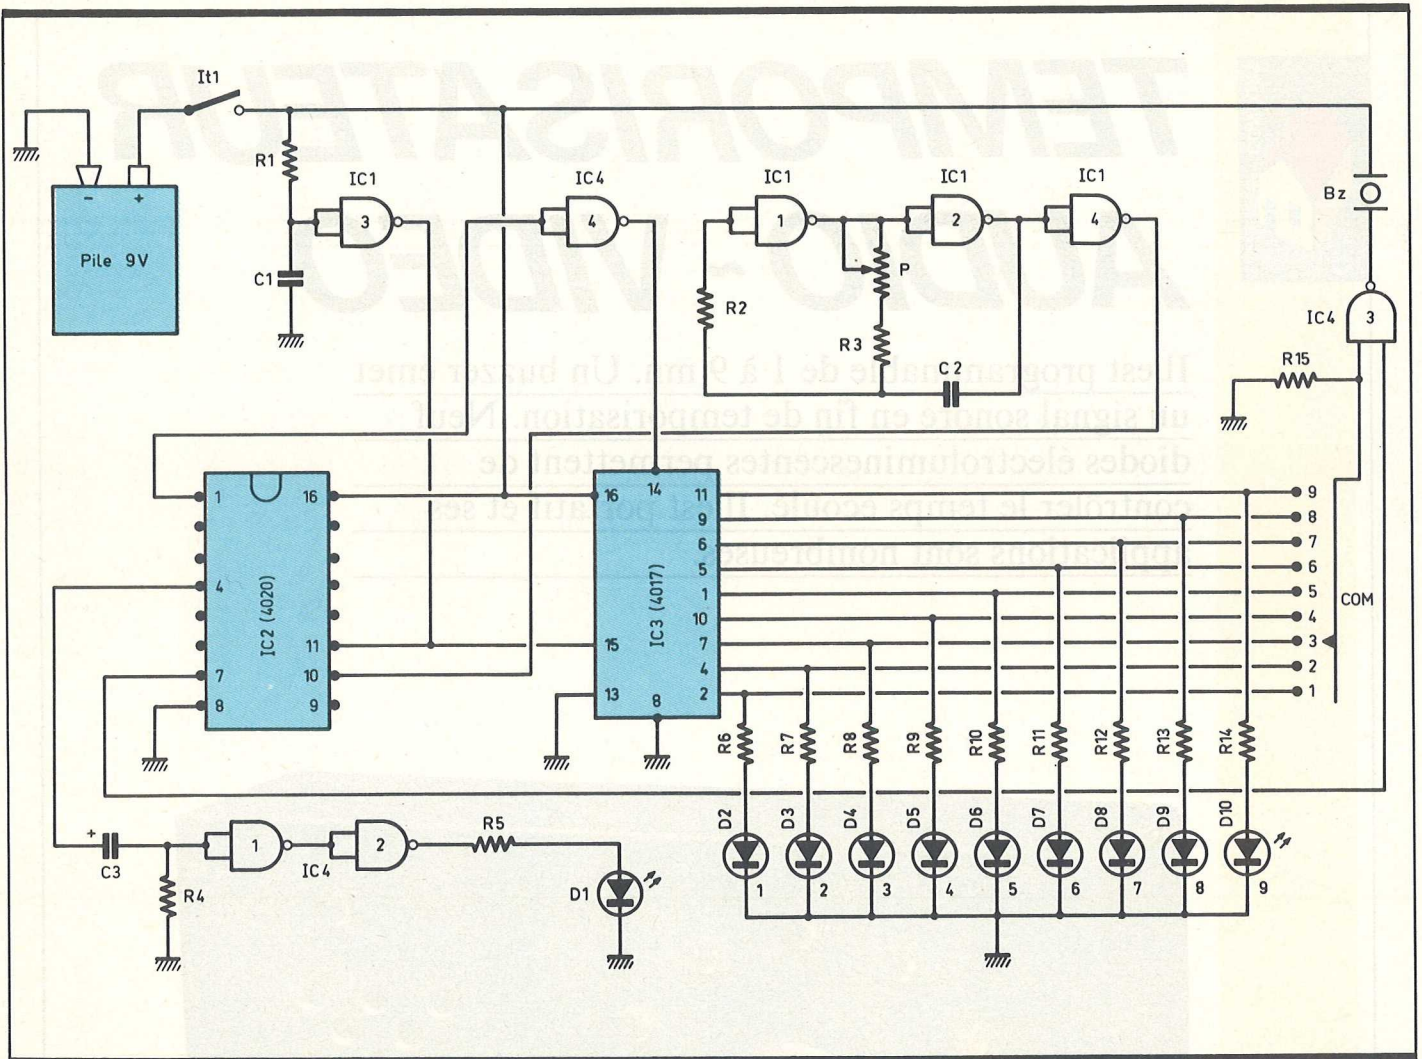 It1
R1
IC1
3
IC4
4
IC1
1
IC1
2
IC1
4
Bz
- +
Pile 9V
C1
R2
P
R3
C2
IC4
3
R15
1
16
4
11
7
10
8
9
IC2 (4020)
16
14
11
9
6
5
1
10
15
7
4
13
8
2
IC3 (4017)
9
8
7
6
5
4
3
2
1
COM
R6
R7
R8
R9
R10
R11
R12
R13
R14
D2
D3
D4
D5
D6
D7
D8
D9
D10
1
2
3
4
5
6
7
8
9
+
C3
R4
1
IC4
2
R5
D1
TEMPORISATEUR
AUDIO - VIDEO
Il est programmable de 1 à 9 mn. Un buzzer émet
un signal sonore en fin de temporisation. Neuf
diodes électroluminescentes permettent de
contrôler le temps écoulé. Il est portatif et ses
applications sont nombreuses.